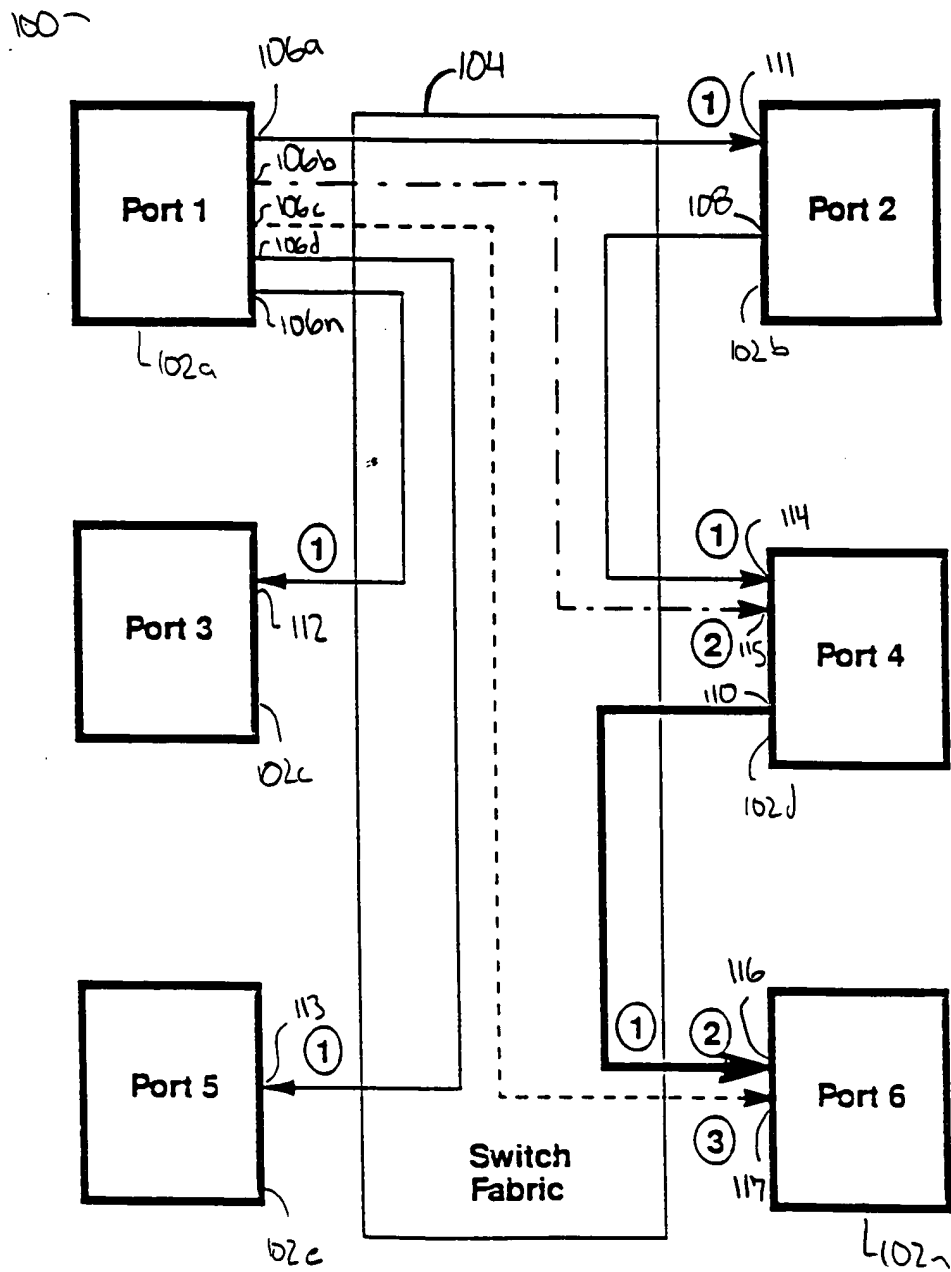 100
106a
104
1
111
Port 1
106b
106c
106d
106n
108
Port 2
102a
102b
1
112
Port 3
102c
1
114
2
115
Port 4
110
102d
113
1
Port 5
102e
1
2
116
Port 6
3
117
Switch
Fabric
102n